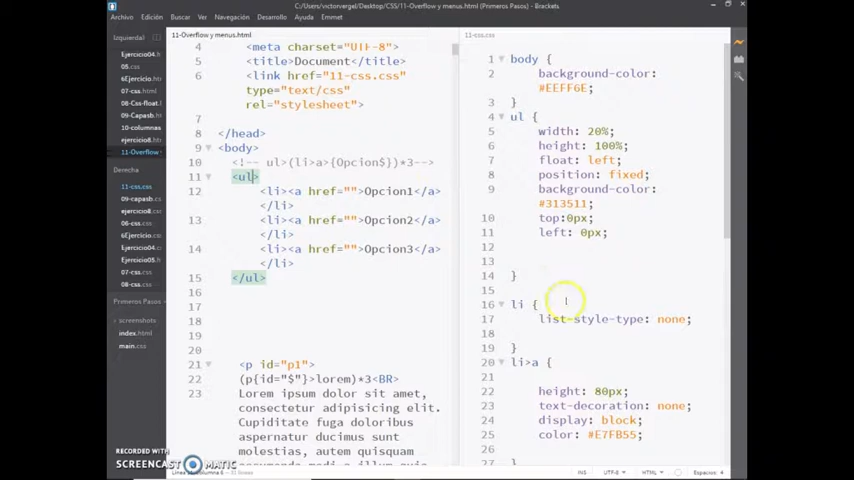 C:/Users/victorvergel/Desktop/CSS/11-Overflow y menus.html (Primeros Pasos) - Brackets
Archivo Edición Buscar Ver Navegación Desarrollo Ayuda Emmet
Izquierda
Ejercicio04.h
05.css
6Ejercicio.ht
07-css.html
08-Css-float.
10-columnas
ejercicio8.ht
11-Overflow
Derecha
11-css.css
09-capasb.cs
06-css.css
6Ejercicio.cs
Ejercicio04.c
ejercicio8.cs
07-css.css
Primeros Pasos
screenshots
index.html
main.css
11-Overflow y menus.html
4 <meta charset="UTF-8">
5 <title>Document</title>
6 <link href="11-css.css"
type="text/css"
rel="stylesheet">
7
8 </head>
9 <body>
10 <!-- ul>(li>a>{Opcion$})*3-->
11 <ul>
12 <li><a href="">Opcion1</a>
</li>
13 <li><a href="">Opcion2</a>
</li>
14 <li><a href="">Opcion3</a>
</li>
15 </ul>
16
17
18
19
20
21 <p id="p1">
22 (p{id="$"}>lorem)*3<BR>
23 Lorem ipsum dolor sit amet,
consectetur adipisicing elit.
Cupiditate fuga doloribus
aspernatur ducimus sunt
molestias, autem quisquam
11-css.css
1 body {
2 background-color:
#EEFF6E;
3 }
4 ul {
5 width: 20%;
6 height: 100%;
7 float: left;
8 position: fixed;
9 background-color:
#313511;
10 top:0px;
11 left: 0px;
12
13
14 }
15
16 li {
17 list-style-type: none;
18
19 }
20 li>a {
21
22 height: 80px;
23 text-decoration: none;
24 display: block;
25 color: #E7FB55;
26
27 }
INS UTF-8 HTML Espacios: 4
RECORDED WITH
SCREENCAST MATIC